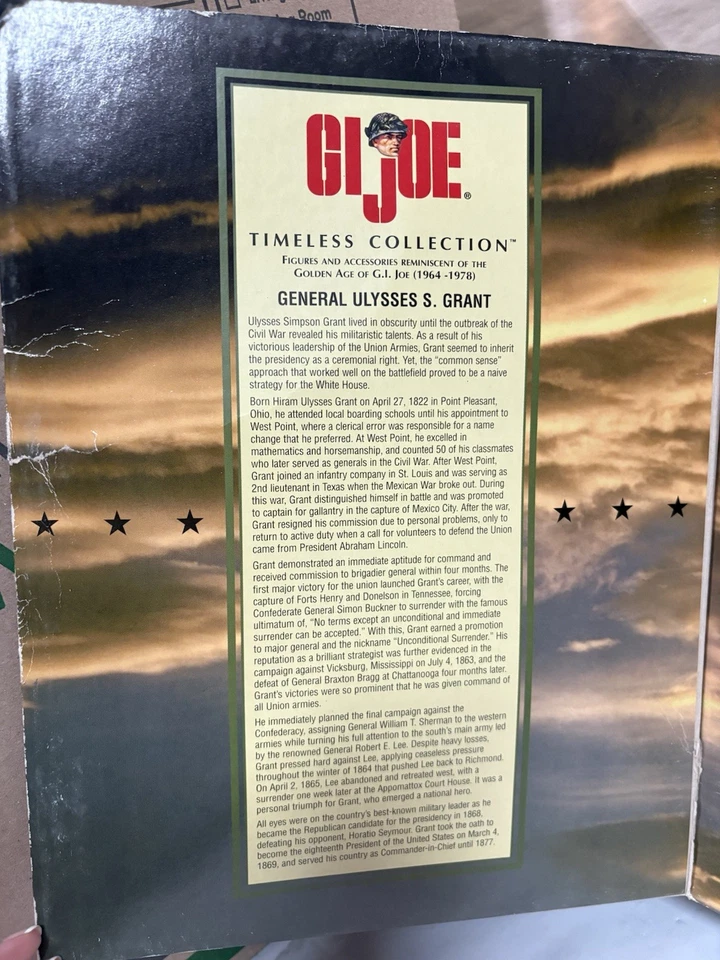 Room
GI JOE®
TIMELESS COLLECTION™
FIGURES AND ACCESSORIES REMINISCENT OF THE
GOLDEN AGE OF G.I. JOE (1964 -1978)
GENERAL ULYSSES S. GRANT
Ulysses Simpson Grant lived in obscurity until the outbreak of the
Civil War revealed his militaristic talents. As a result of his
victorious leadership of the Union Armies, Grant seemed to inherit
the presidency as a ceremonial right. Yet, the “common sense”
approach that worked well on the battlefield proved to be a naive
strategy for the White House.
Born Hiram Ulysses Grant on April 27, 1822 in Point Pleasant,
Ohio, he attended local boarding schools until his appointment to
West Point, where a clerical error was responsible for a name
change that he preferred. At West Point, he excelled in
mathematics and horsemanship, and counted 50 of his classmates
who later served as generals in the Civil War. After West Point,
Grant joined an infantry company in St. Louis and was serving as
2nd lieutenant in Texas when the Mexican War broke out. During
this war, Grant distinguished himself in battle and was promoted
to captain for gallantry in the capture of Mexico City. After the war,
Grant resigned his commission due to personal problems, only to
return to active duty when a call for volunteers to defend the Union
came from President Abraham Lincoln.
Grant demonstrated an immediate aptitude for command and
received commission to brigadier general within four months. The
first major victory for the union launched Grant's career, with the
capture of Forts Henry and Donelson in Tennessee, forcing
Confederate General Simon Buckner to surrender with the famous
ultimatum of, “No terms except an unconditional and immediate
surrender can be accepted.” With this, Grant earned a promotion
to major general and the nickname “Unconditional Surrender.” His
reputation as a brilliant strategist was further evidenced in the
campaign against Vicksburg, Mississippi on July 4, 1863, and the
defeat of General Braxton Bragg at Chattanooga four months later.
Grant's victories were so prominent that he was given command of
all Union armies.
He immediately planned the final campaign against the
Confederacy, assigning General William T. Sherman to the western
armies while turning his full attention to the south's main army led
by the renowned General Robert E. Lee. Despite heavy losses,
Grant pressed hard against Lee, applying ceaseless pressure
throughout the winter of 1864 that pushed Lee back to Richmond.
On April 2, 1865, Lee abandoned and retreated west, with a
surrender one week later at the Appomattox Court House. It was a
personal triumph for Grant, who emerged a national hero.
All eyes were on the country's best-known military leader as he
became the Republican candidate for the presidency in 1868,
defeating his opponent, Horatio Seymour. Grant took the oath to
become the eighteenth President of the United States on March 4,
1869, and served his country as Commander-in-Chief until 1877.